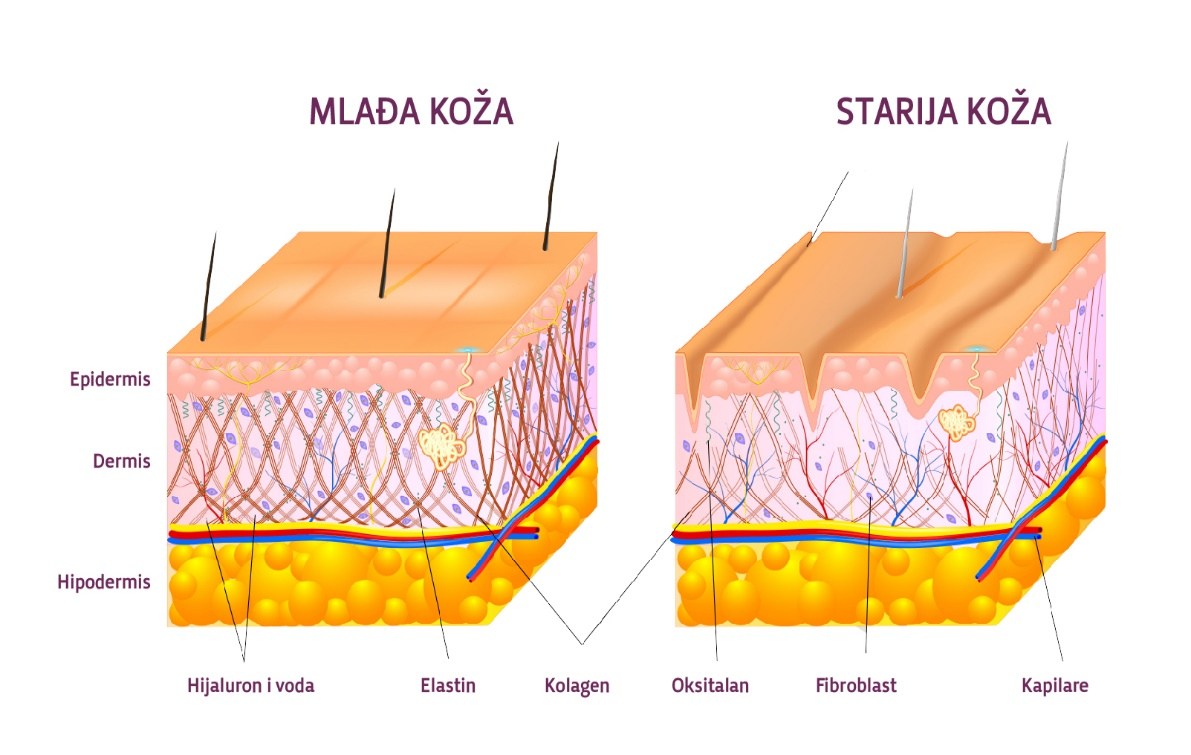 MLAĐA KOŽA
STARIJA KOŽA
Epidermis
Dermis
Hipodermis
Hijaluron i voda
Elastin
Kolagen
Oksitalan
Fibroblast
Kapilare